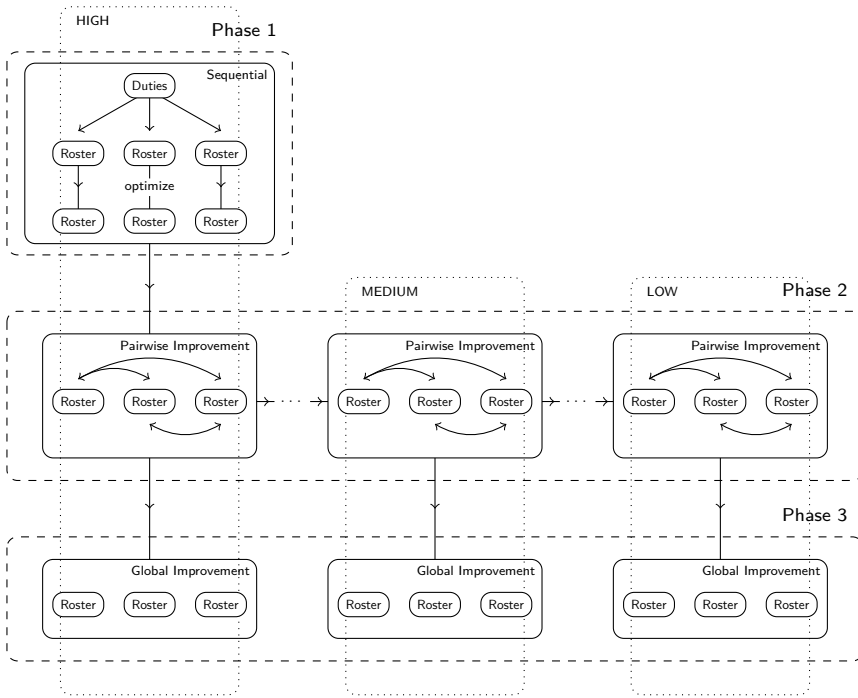 HIGH
Phase 1
Sequential
Duties
Roster Roster Roster
optimize
Roster Roster Roster
MEDIUM LOW Phase 2
Pairwise Improvement Pairwise Improvement Pairwise Improvement
Roster Roster Roster ··· Roster Roster Roster ··· Roster Roster Roster
Phase 3
Global Improvement Global Improvement Global Improvement
Roster Roster Roster Roster Roster Roster Roster Roster Roster